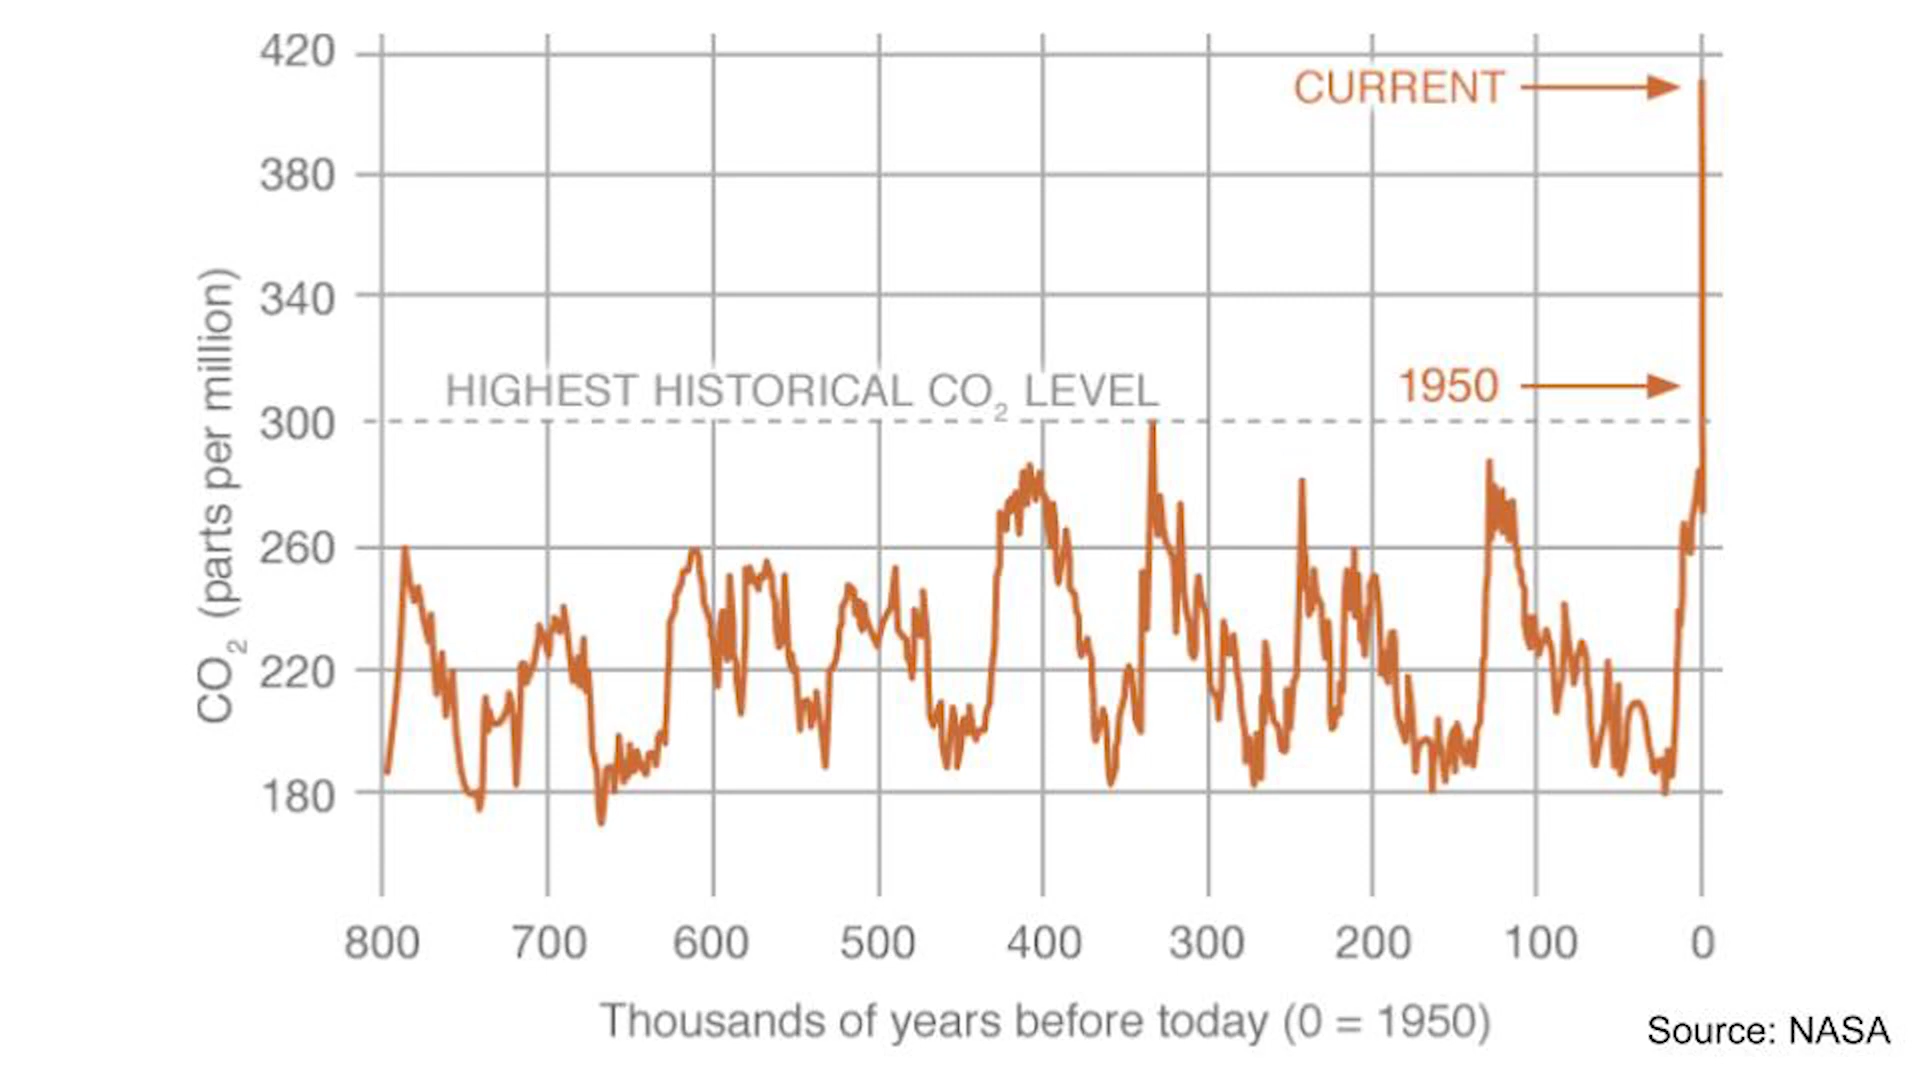 420
CURRENT
380
340
HIGHEST HISTORICAL CO₂ LEVEL
1950
300
260
220
180
CO₂ (parts per million)
800 700 600 500 400 300 200 100 0
Thousands of years before today (0 = 1950)
Source: NASA